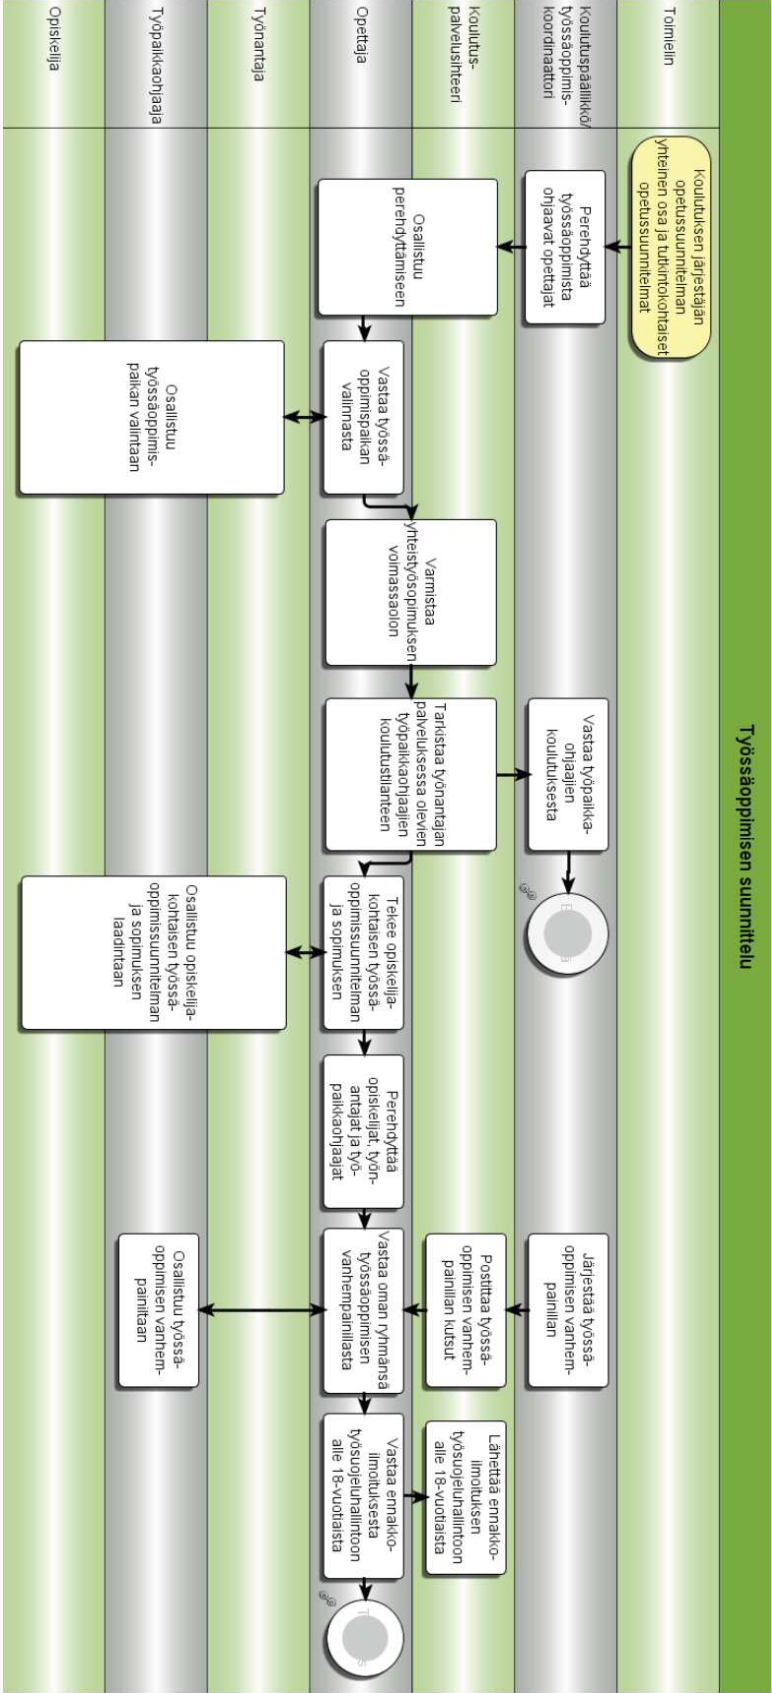 Työssäoppimisen suunnittelu
Toimielin
Koulutuksen järjestäjän
opetussuunnitelman
yhteinen osa ja tutkintokohtaiset
opetussuunnitelmat
Koulutuspäällikkö/
työssäoppimis-
koordinaattori
Perehdyttää
työssäoppimista
ohjaavat opettajat
Vastaa työpaikka-
ohjaajien
koulutuksesta
Järjestää työssä-
oppimisen vanhem-
painillan
Koulutus-
palvelusihteeri
Postittaa työssä-
oppimisen vanhem-
painillan kutsut
Lähettää ennakko-
ilmoituksen
työsuojeluhallintoon
alle 18-vuotiaista
Opettaja
Osallistuu
perehdyttämiseen
Vastaa työssä-
oppimispaikan
valinnasta
Varmistaa
yhteistyösopimuksen
voimassaolon
Tarkistaa työnantajan
palveluksessa olevien
työpaikkaohjaajien
koulutustilanteen
Tekee opiskelija-
kohtaisen työssä-
oppimissuunnitelman
ja sopimuksen
Perehdyttää
opiskelijat, työn-
antajat ja työ-
paikkaohjaajat
Vastaa oman ryhmänsä
työssäoppimisen
vanhempainillasta
Vastaa ennakko-
ilmoituksesta
työsuojeluhallintoon
alle 18-vuotiaista
Työnantaja
Työpaikkaohjaaja
Osallistuu
työssäoppimis-
paikan valintaan
Osallistuu opiskelija-
kohtaisen työssä-
oppimissuunnitelman
ja sopimuksen
laadintaan
Osallistuu työssä-
oppimisen vanhem-
painiltaan
Opiskelija